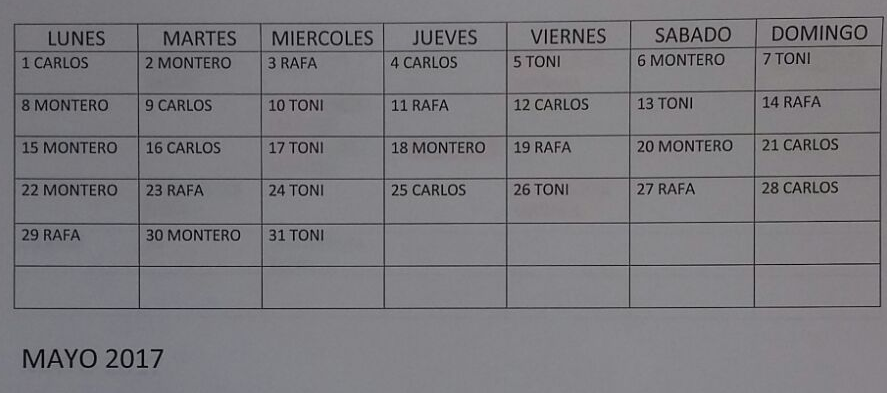 LUNES MARTES MIERCOLES JUEVES VIERNES SABADO DOMINGO
1 CARLOS 2 MONTERO 3 RAFA 4 CARLOS 5 TONI 6 MONTERO 7 TONI
8 MONTERO 9 CARLOS 10 TONI 11 RAFA 12 CARLOS 13 TONI 14 RAFA
15 MONTERO 16 CARLOS 17 TONI 18 MONTERO 19 RAFA 20 MONTERO 21 CARLOS
22 MONTERO 23 RAFA 24 TONI 25 CARLOS 26 TONI 27 RAFA 28 CARLOS
29 RAFA 30 MONTERO 31 TONI
MAYO 2017